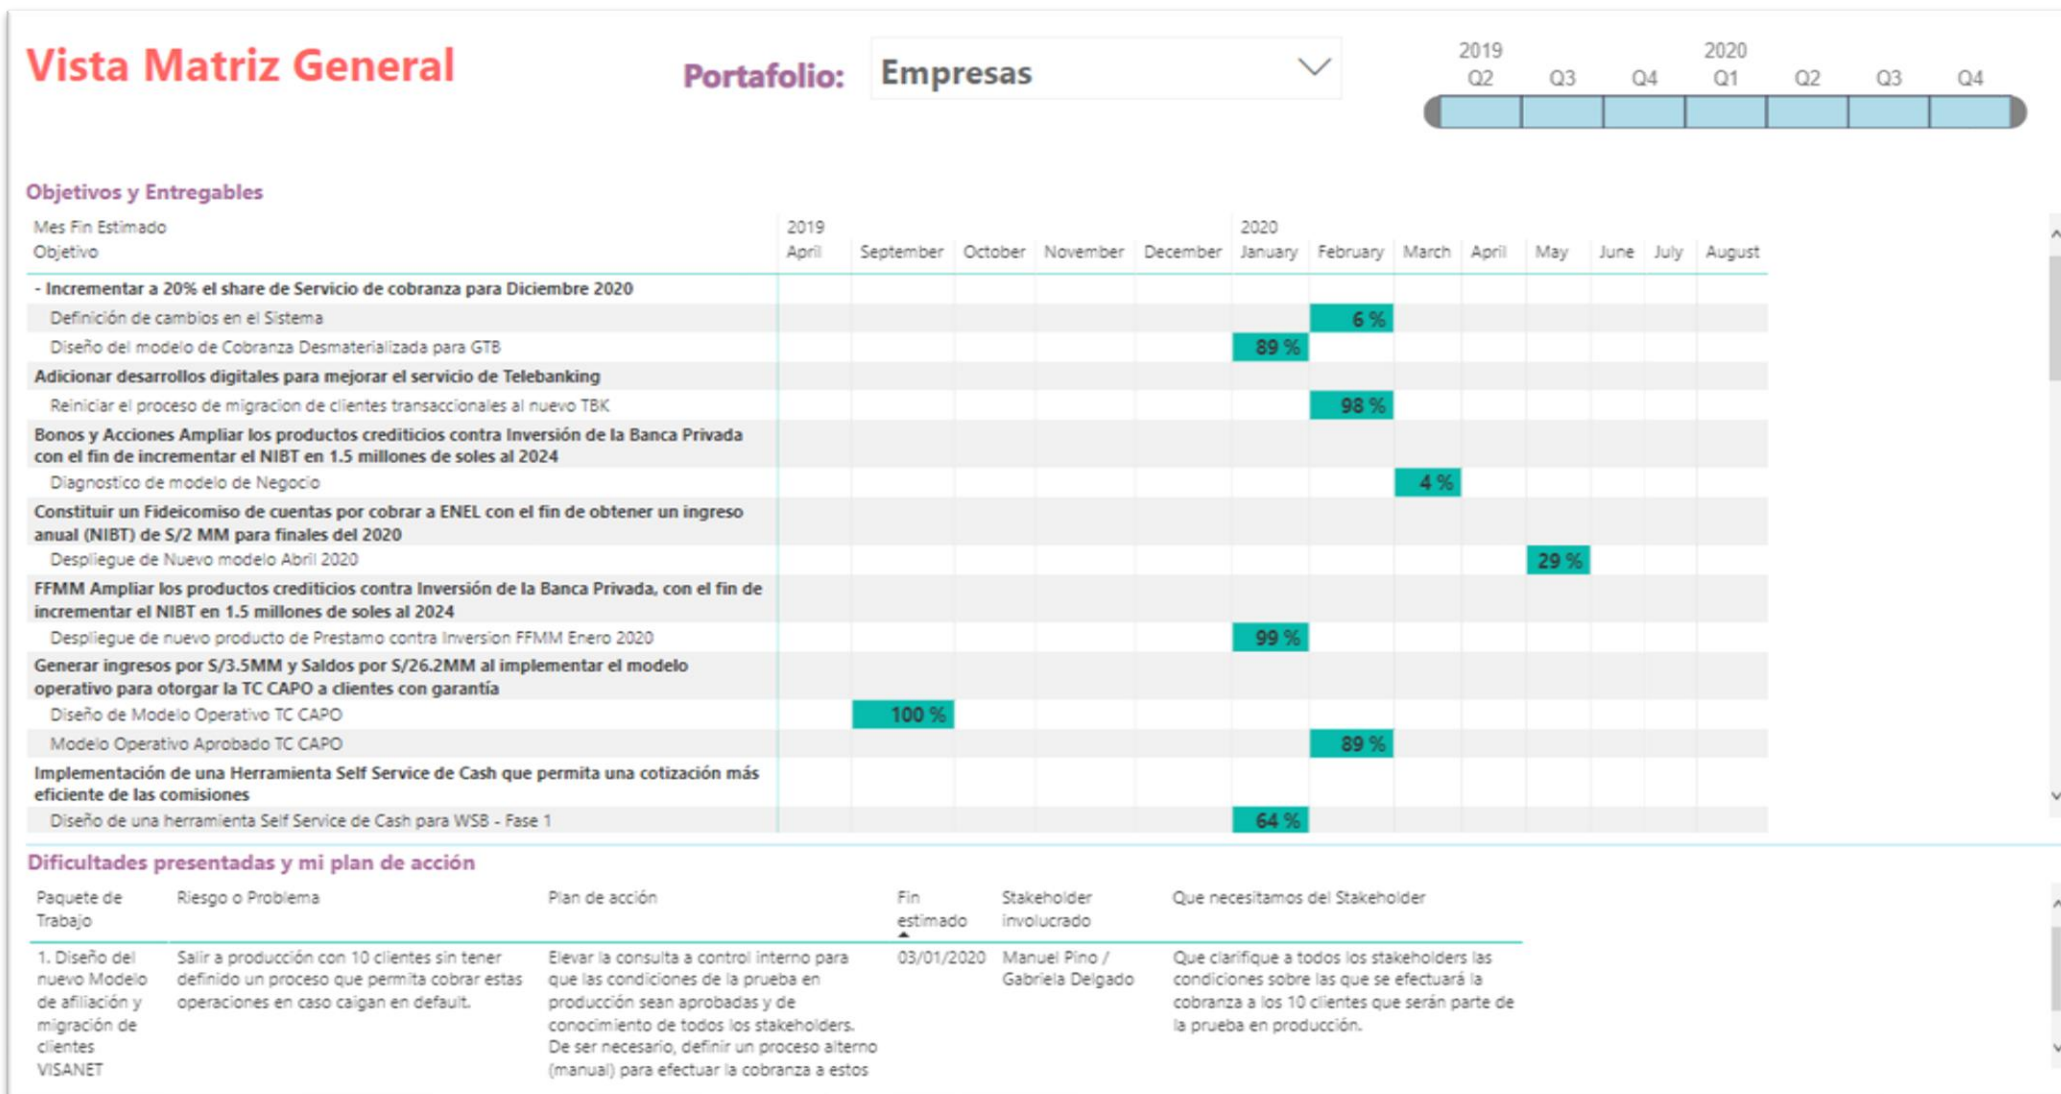 Vista Matriz General
Portafolio: Empresas
2019 2020
Q2 Q3 Q4 Q1 Q2 Q3 Q4
Objetivos y Entregables
Mes Fin Estimado 2019 2020
Objetivo April September October November December January February March April May June July August
- Incrementar a 20% el share de Servicio de cobranza para Diciembre 2020
Definición de cambios en el Sistema 6 %
Diseño del modelo de Cobranza Desmaterializada para GTB 89 %
Adicionar desarrollos digitales para mejorar el servicio de Telebanking
Reiniciar el proceso de migracion de clientes transaccionales al nuevo TBK 98 %
Bonos y Acciones Ampliar los productos crediticios contra Inversión de la Banca Privada
con el fin de incrementar el NIBT en 1.5 millones de soles al 2024
Diagnostico de modelo de Negocio 4 %
Constituir un Fideicomiso de cuentas por cobrar a ENEL con el fin de obtener un ingreso
anual (NIBT) de S/2 MM para finales del 2020
Despliegue de Nuevo modelo Abril 2020 29 %
FFMM Ampliar los productos crediticios contra Inversión de la Banca Privada, con el fin de
incrementar el NIBT en 1.5 millones de soles al 2024
Despliegue de nuevo producto de Prestamo contra Inversion FFMM Enero 2020 99 %
Generar ingresos por S/3.5MM y Saldos por S/26.2MM al implementar el modelo
operativo para otorgar la TC CAPO a clientes con garantía
Diseño de Modelo Operativo TC CAPO 100 %
Modelo Operativo Aprobado TC CAPO 89 %
Implementación de una Herramienta Self Service de Cash que permita una cotización más
eficiente de las comisiones
Diseño de una herramienta Self Service de Cash para WSB - Fase 1 64 %
Dificultades presentadas y mi plan de acción
Paquete de Riesgo o Problema Plan de acción Fin Stakeholder Que necesitamos del Stakeholder
Trabajo estimado involucrado
1. Diseño del Salir a producción con 10 clientes sin tener Elevar la consulta a control interno para 03/01/2020 Manuel Pino / Que clarifique a todos los stakeholders las
nuevo Modelo definido un proceso que permita cobrar estas que las condiciones de la prueba en Gabriela Delgado condiciones sobre las que se efectuará la
de afiliación y operaciones en caso caigan en default. producción sean aprobadas y de cobranza a los 10 clientes que serán parte de
migración de conocimiento de todos los stakeholders. la prueba en producción.
clientes De ser necesario, definir un proceso alterno
VISANET (manual) para efectuar la cobranza a estos